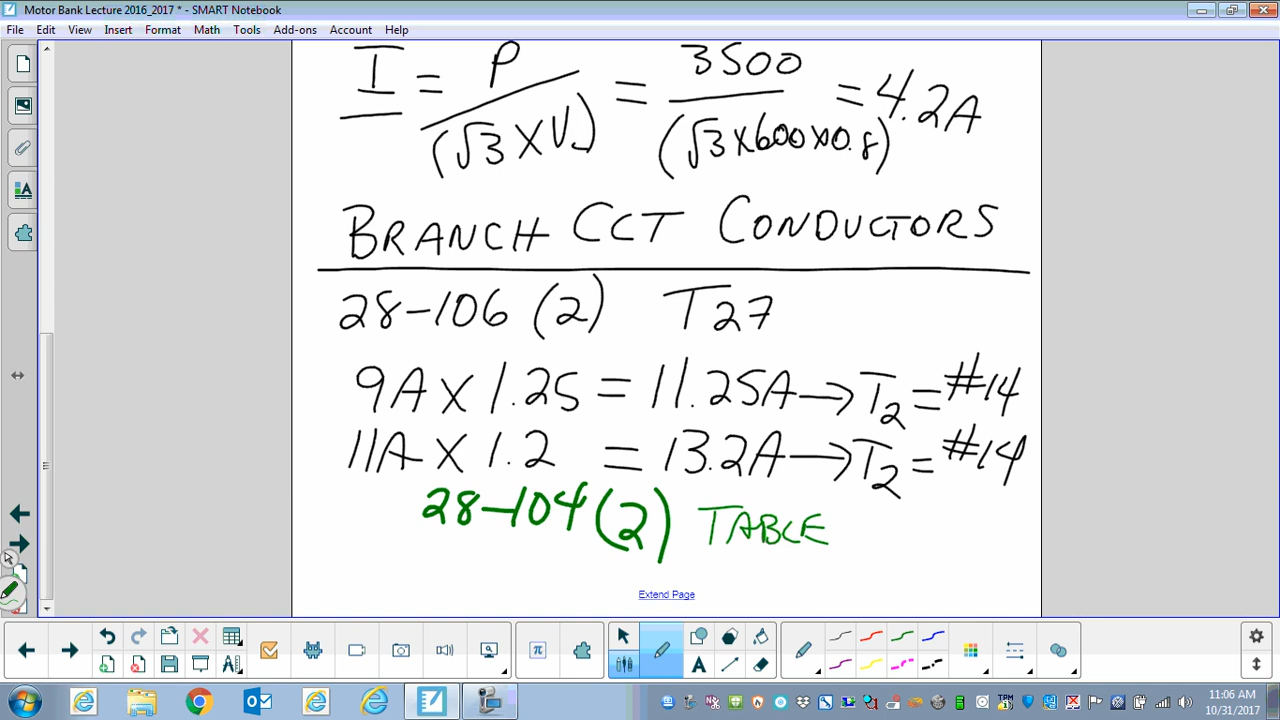 Motor Bank Lecture 2016_2017 * - SMART Notebook
File Edit View Insert Format Math Tools Add-ons Account Help
I = P / (√3 × V.) = 3500 / (√3×600×0.8) = 4.2A
BRANCH CCT CONDUCTORS
28-106 (2) T27
9A × 1.25 = 11.25A → T2 = #14
11A × 1.2 = 13.2A → T2 = #14
28-104 (2) TABLE
Extend Page
11:06 AM
10/31/2017